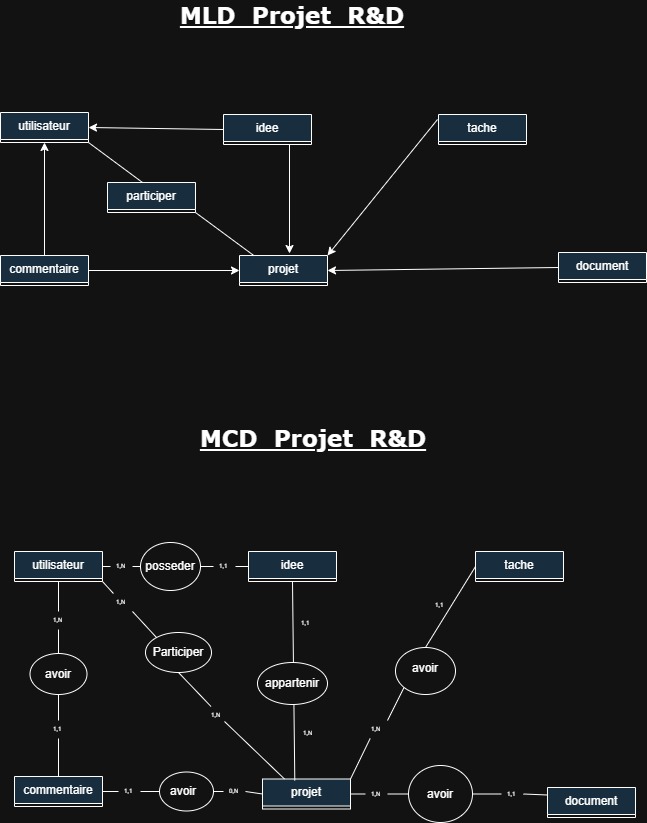 MLD Projet R&D
utilisateur
idee
tache
participer
commentaire
projet
document
MCD Projet R&D
utilisateur
1,N
posseder
1,1
idee
tache
1,N
1,N
1,1
1,1
Participer
avoir
appartenir
avoir
1,N
1,1
1,N
1,N
commentaire
1,1
avoir
0,N
projet
1,N
avoir
1,1
document